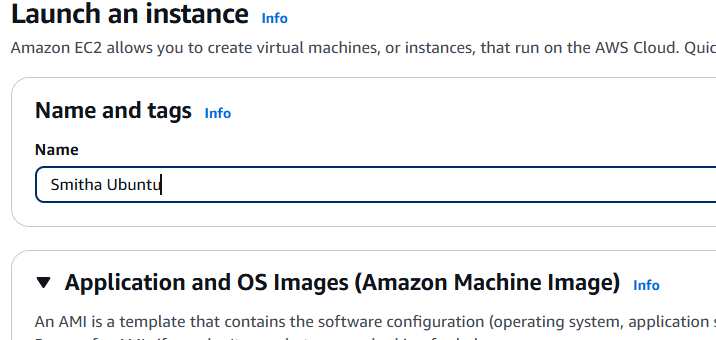 Launch an instance Info
Amazon EC2 allows you to create virtual machines, or instances, that run on the AWS Cloud. Quic
Name and tags Info
Name
Smitha Ubuntu
Application and OS Images (Amazon Machine Image) Info
An AMI is a template that contains the software configuration (operating system, application s